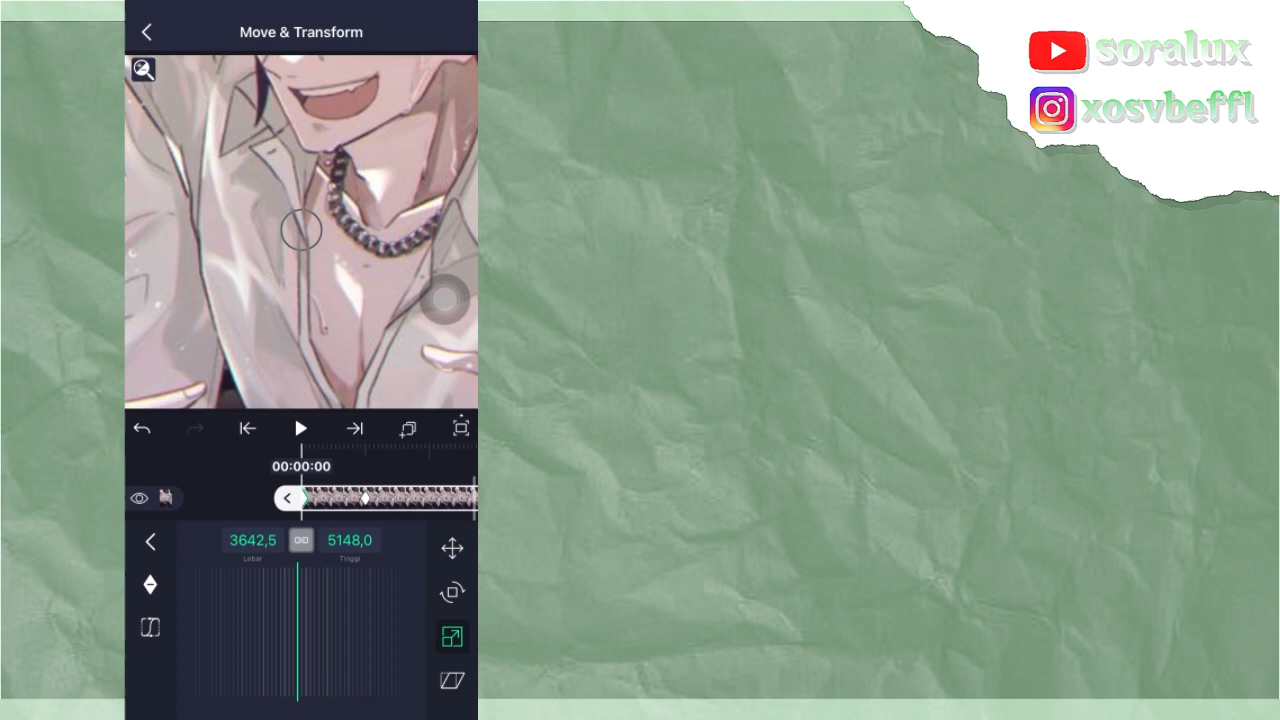 Move & Transform
soralux
xosvbeffl
00:00:00
3642,5 5148,0
Lebar Tinggi